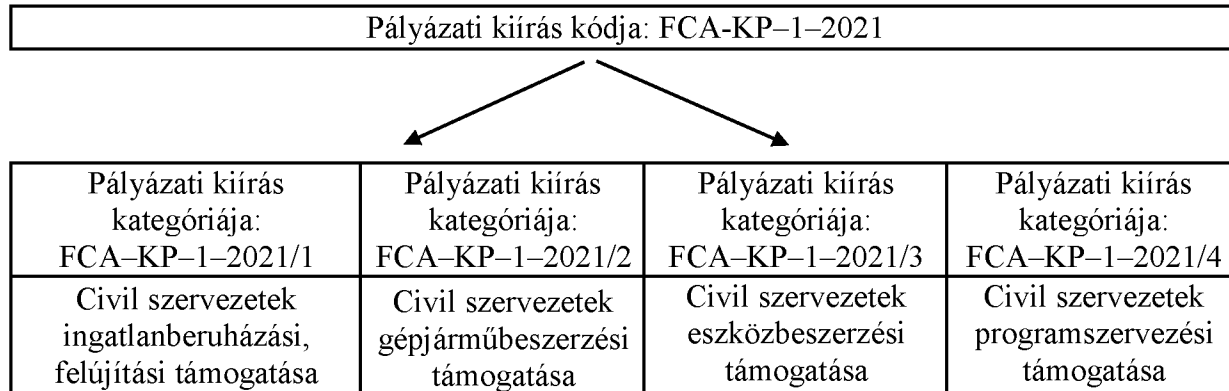 Pályázati kiírás kódja: FCA-KP–1–2021
Pályázati kiírás
kategóriája:
FCA–KP–1–2021/1
Pályázati kiírás
kategóriája:
FCA–KP–1–2021/2
Pályázati kiírás
kategóriája:
FCA–KP–1–2021/3
Pályázati kiírás
kategóriája:
FCA–KP–1–2021/4
Civil szervezetek
ingatlanberuházási,
felújítási támogatása
Civil szervezetek
gépjárműbeszerzési
támogatása
Civil szervezetek
eszközbeszerzési
támogatása
Civil szervezetek
programszervezési
támogatása